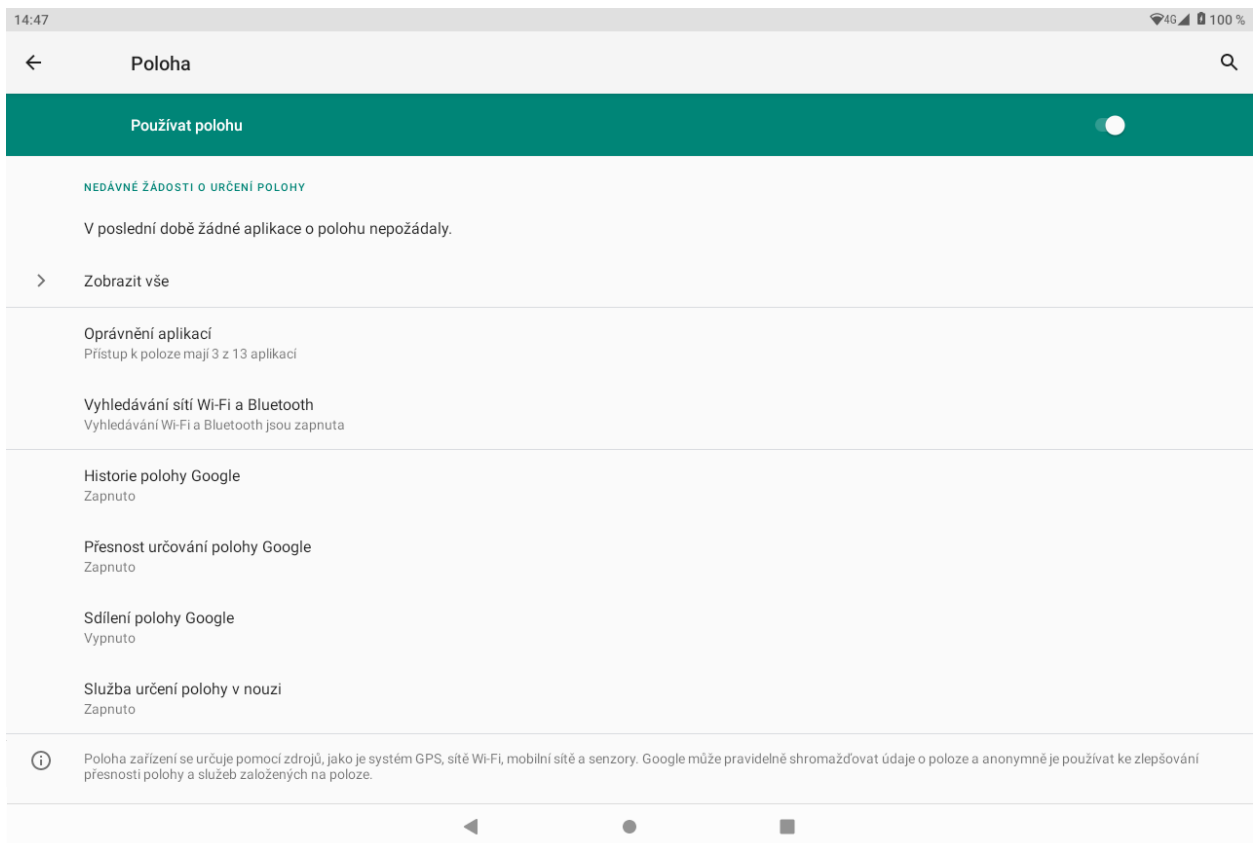 14:47
4G 100 %
Poloha
Používat polohu
NEDÁVNÉ ŽÁDOSTI O URČENÍ POLOHY
V poslední době žádné aplikace o polohu nepožádaly.
Zobrazit vše
Oprávnění aplikací
Přístup k poloze mají 3 z 13 aplikací
Vyhledávání sítí Wi-Fi a Bluetooth
Vyhledávání Wi-Fi a Bluetooth jsou zapnuta
Historie polohy Google
Zapnuto
Přesnost určování polohy Google
Zapnuto
Sdílení polohy Google
Vypnuto
Služba určení polohy v nouzi
Zapnuto
Poloha zařízení se určuje pomocí zdrojů, jako je systém GPS, sítě Wi-Fi, mobilní sítě a senzory. Google může pravidelně shromažďovat údaje o poloze a anonymně je používat ke zlepšování
přesnosti polohy a služeb založených na poloze.